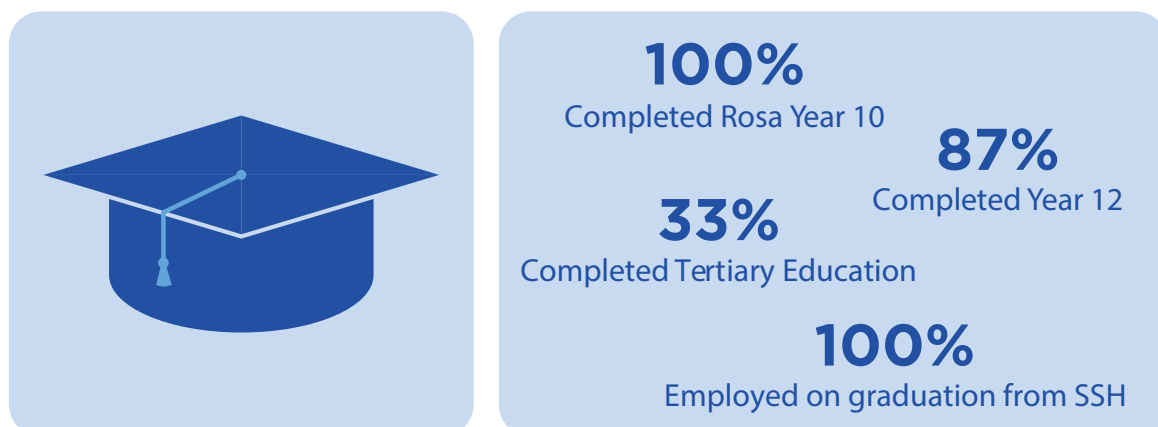 100%
Completed Rosa Year 10
87%
Completed Year 12
33%
Completed Tertiary Education
100%
Employed on graduation from SSH